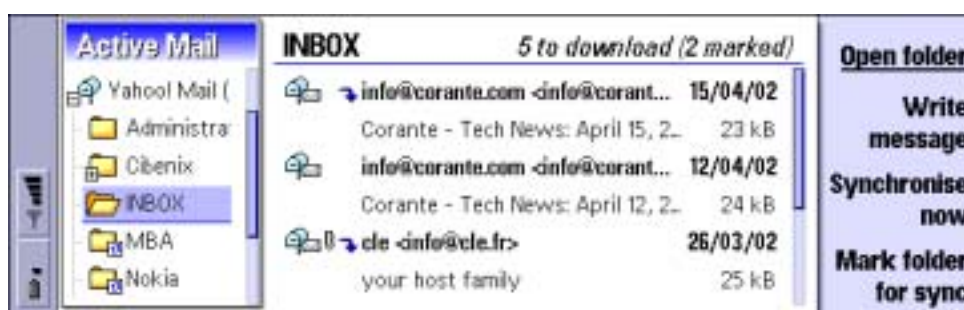 Active Mail
Yahoo! Mail (
Administra
Cibenix
INBOX
MBA
Nokia
INBOX 5 to download (2 marked)
info@corante.com <info@corant... 15/04/02
Corante - Tech News: April 15, 2... 23 kB
info@corante.com <info@corant... 12/04/02
Corante - Tech News: April 12, 2... 24 kB
cle <info@cle.fr> 26/03/02
your host family 25 kB
Open folder
Write
message
Synchronise
now
Mark folder
for sync